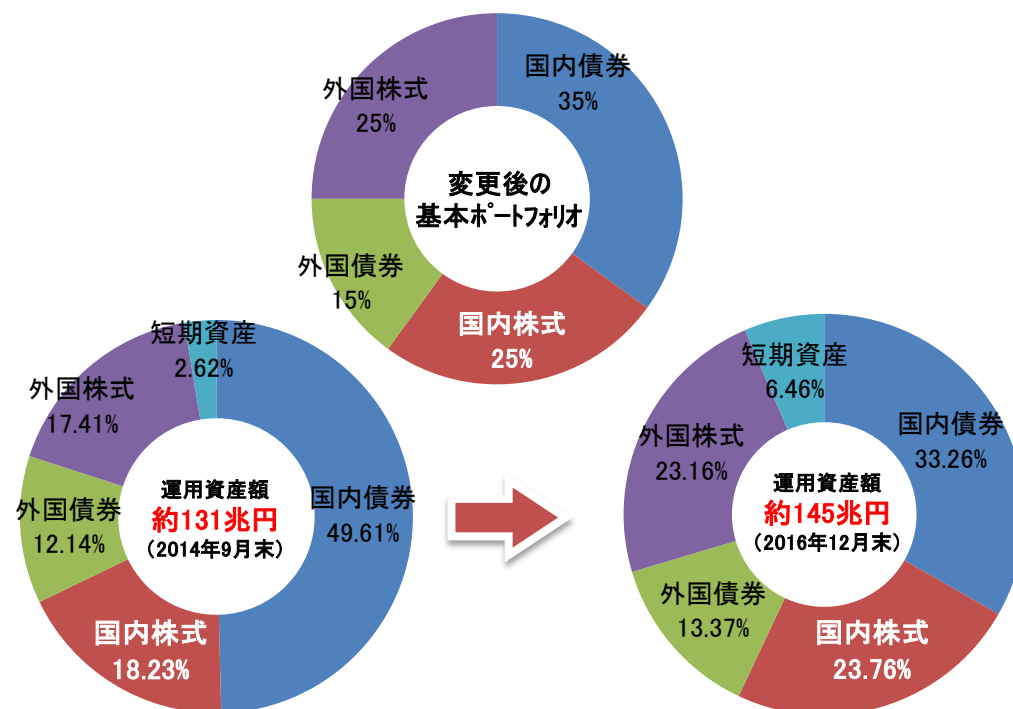 国内債券
35%
外国株式
25%
変更後の
基本ﾎﾟｰﾄﾌｫﾘｵ
外国債券
15%
国内株式
25%
短期資産
2.62%
外国株式
17.41%
運用資産額
約131兆円
（2014年9月末）
国内債券
49.61%
外国債券
12.14%
国内株式
18.23%
短期資産
6.46%
国内債券
33.26%
外国株式
23.16%
運用資産額
約145兆円
（2016年12月末）
外国債券
13.37%
国内株式
23.76%